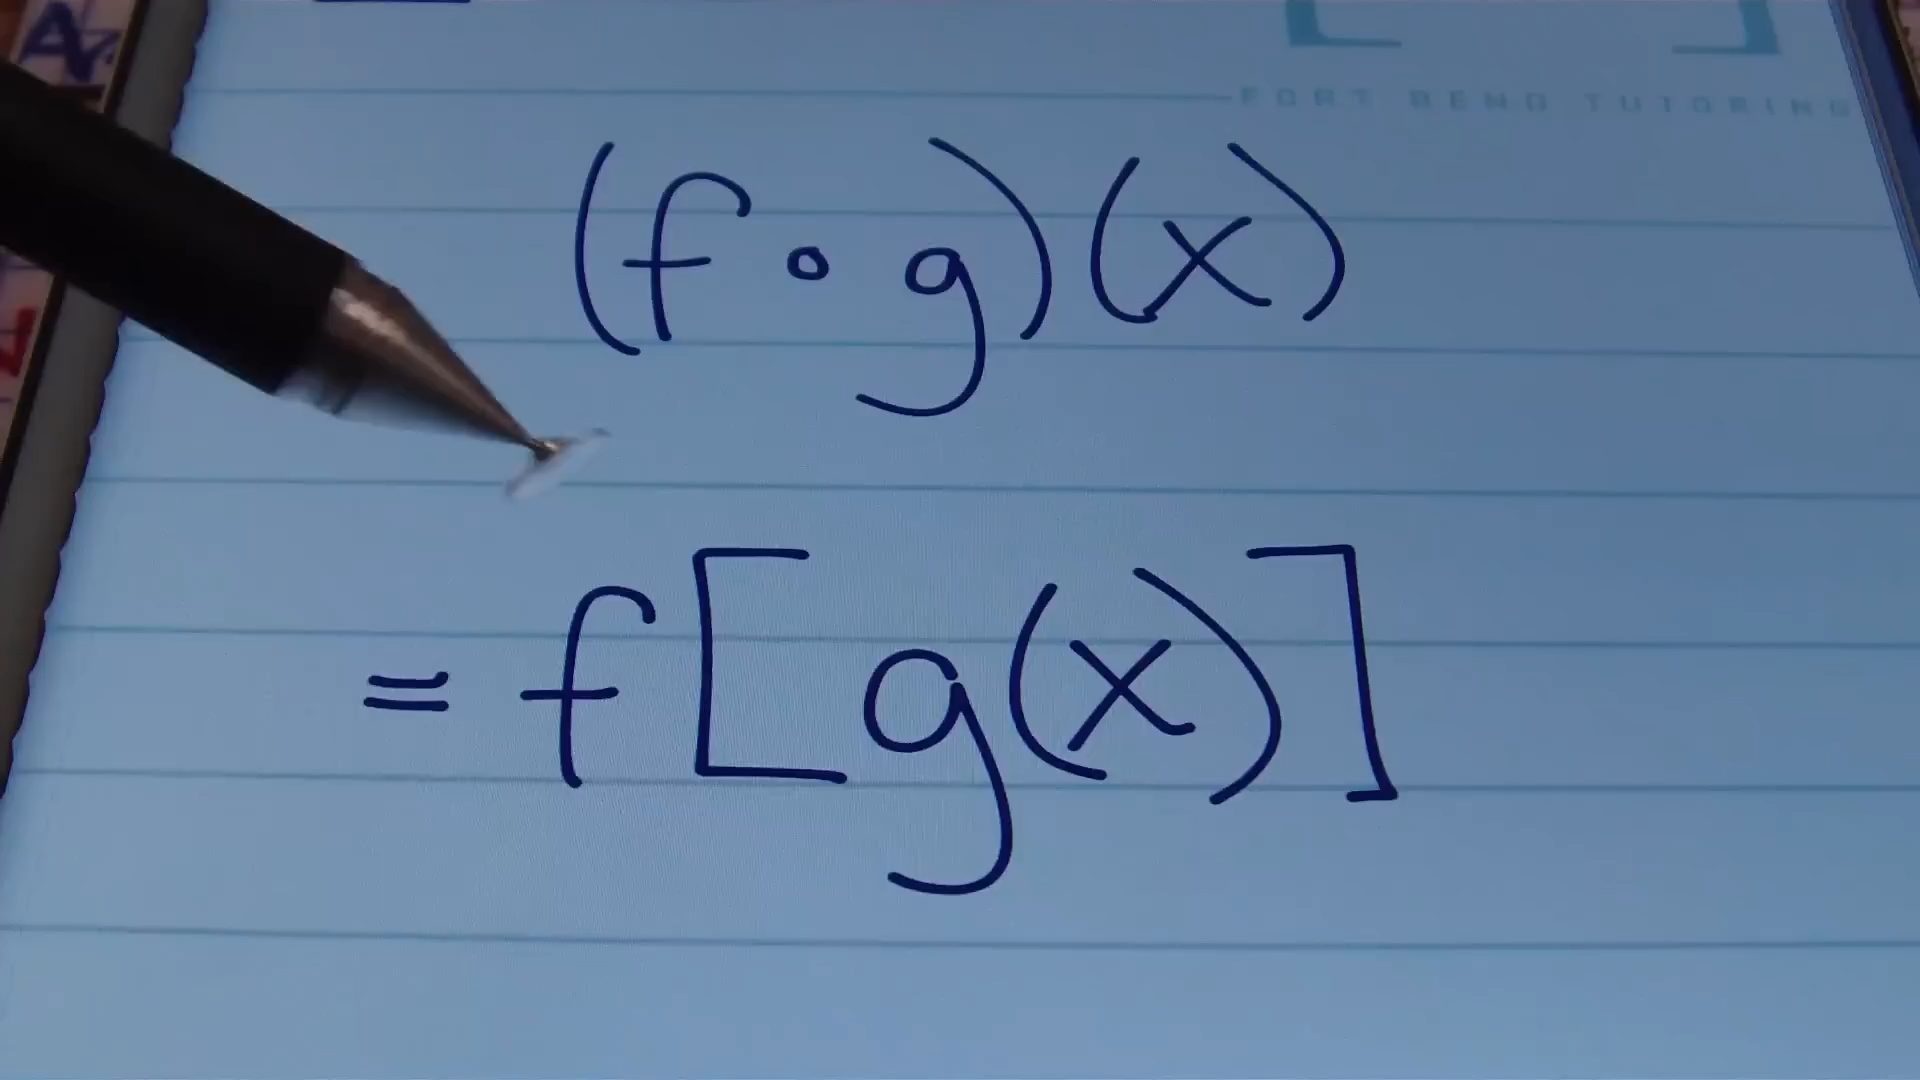 FORT BEND TUTORING
(f ∘ g)(x)
= f[g(x)]